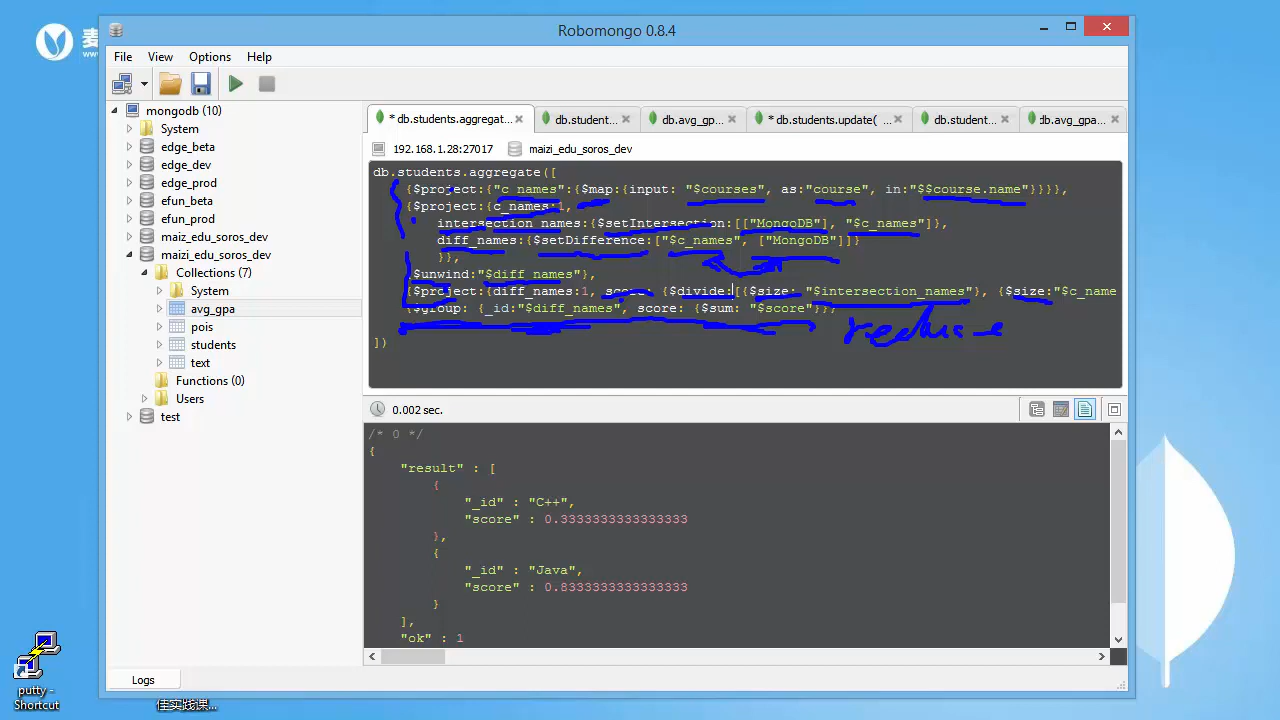 麦
Robomongo 0.8.4
File View Options Help
mongodb (10)
System
edge_beta
edge_dev
edge_prod
efun_beta
efun_prod
maiz_edu_soros_dev
maizi_edu_soros_dev
Collections (7)
System
avg_gpa
pois
students
text
Functions (0)
Users
test
* db.students.aggregat... db.student... db.avg_gp... * db.students.update( ... db.student... db.avg_gpa...
192.168.1.28:27017 maizi_edu_soros_dev
db.students.aggregate([
{$project:{"c_names":{$map:{input: "$courses", as:"course", in:"$$course.name"}}}},
{$project:{c_names:1,
intersection_names:{$setIntersection:[["MongoDB"], "$c_names"]},
diff_names:{$setDifference:["$c_names", ["MongoDB"]]}
}},
{$unwind:"$diff_names"},
{$project:{diff_names:1, score: {$divide:[{$size: "$intersection_names"}, {$size:"$c_name
{$group: {_id:"$diff_names", score: {$sum: "$score"}}}
])
0.002 sec.
/* 0 */
{
"result" : [
{
"_id" : "C++",
"score" : 0.3333333333333333
},
{
"_id" : "Java",
"score" : 0.8333333333333333
}
],
"ok" : 1
Logs
putty -
Shortcut
佳实践课...